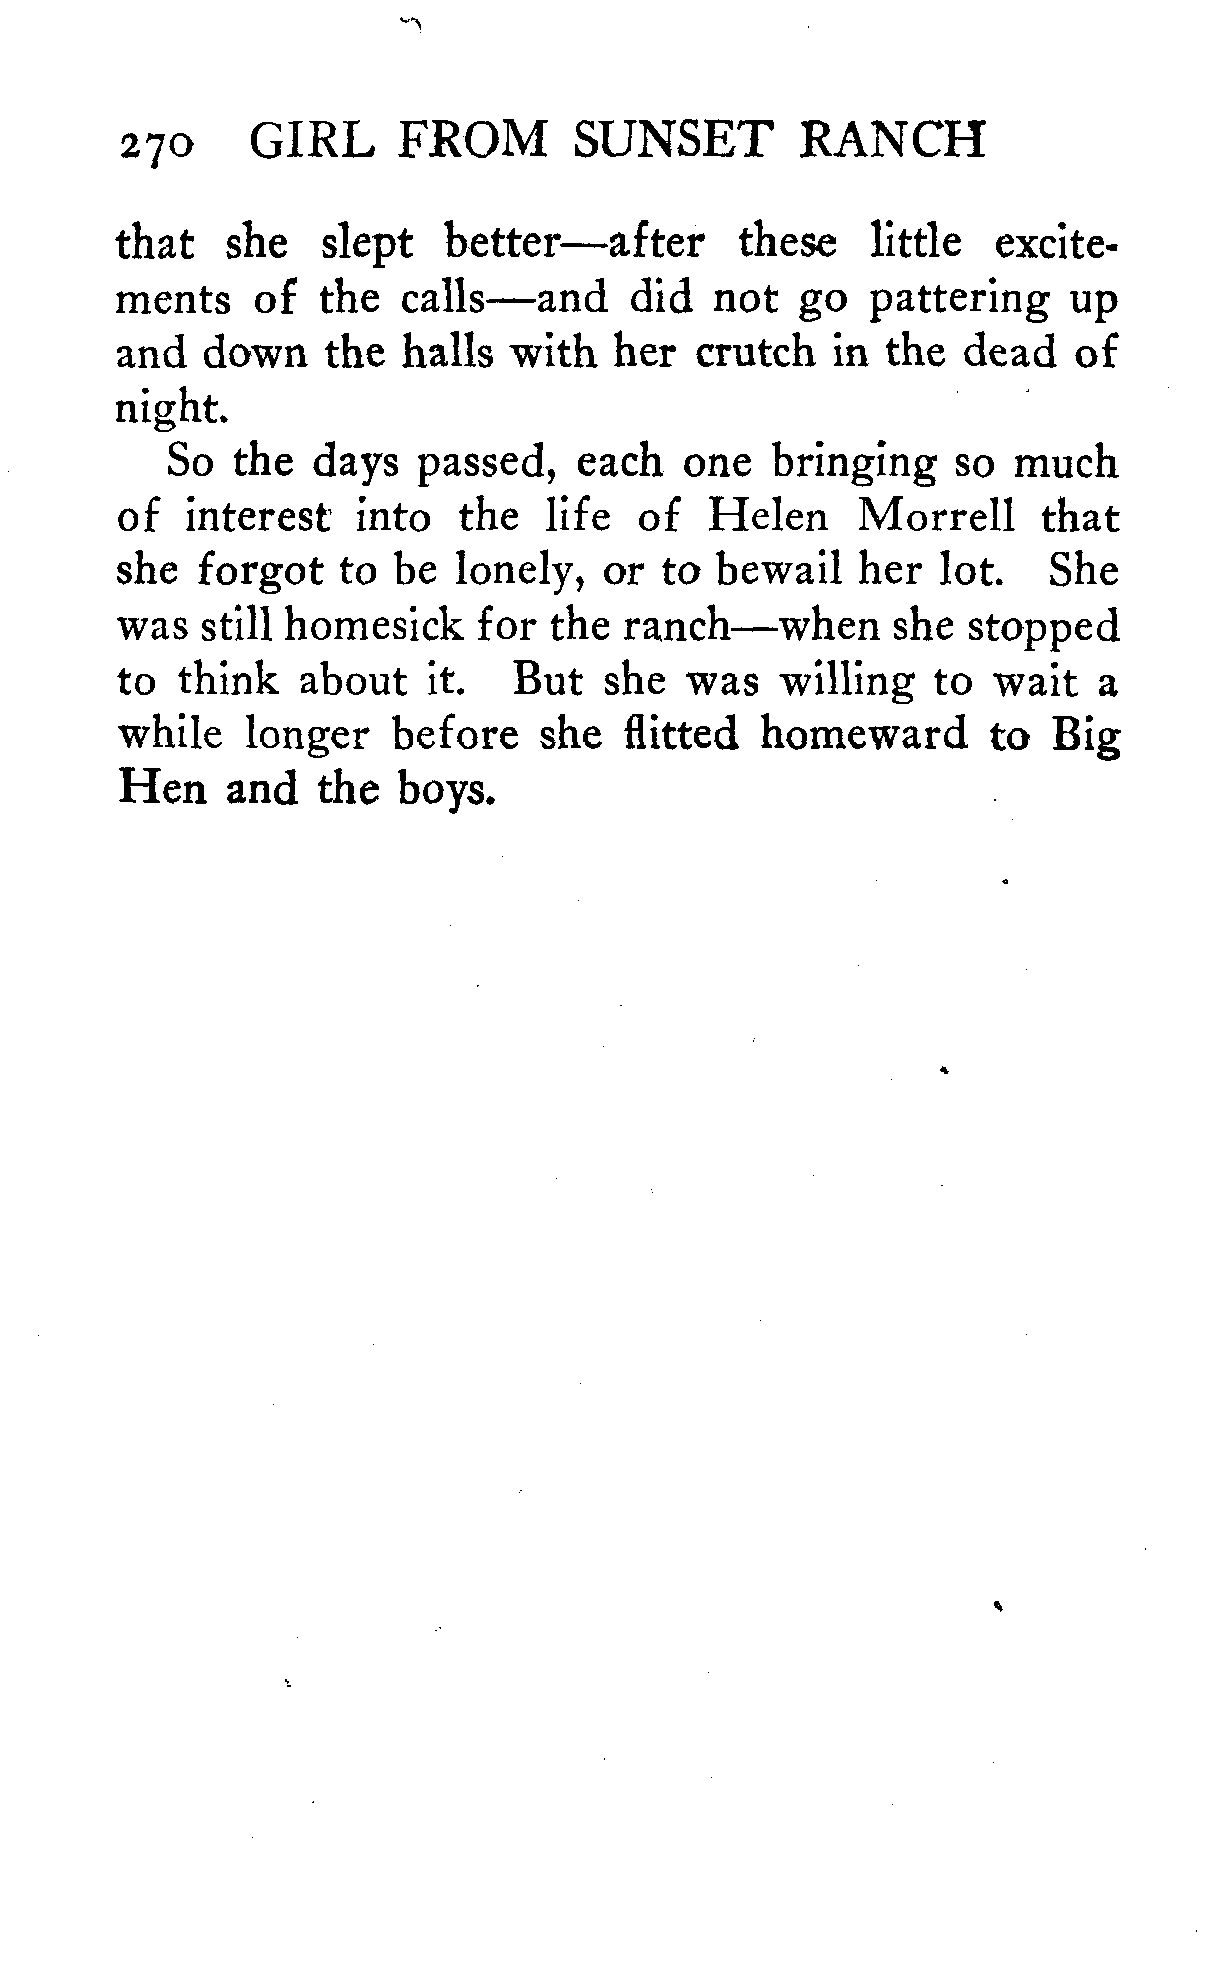 270 GIRL FROM SUNSET RANCH
that she slept better—after these little excite-
ments of the calls—and did not go pattering up
and down the halls with her crutch in the dead of
night.
So the days passed, each one bringing so much
of interest into the life of Helen Morrell that
she forgot to be lonely, or to bewail her lot. She
was still homesick for the ranch—when she stopped
to think about it. But she was willing to wait a
while longer before she flitted homeward to Big
Hen and the boys.